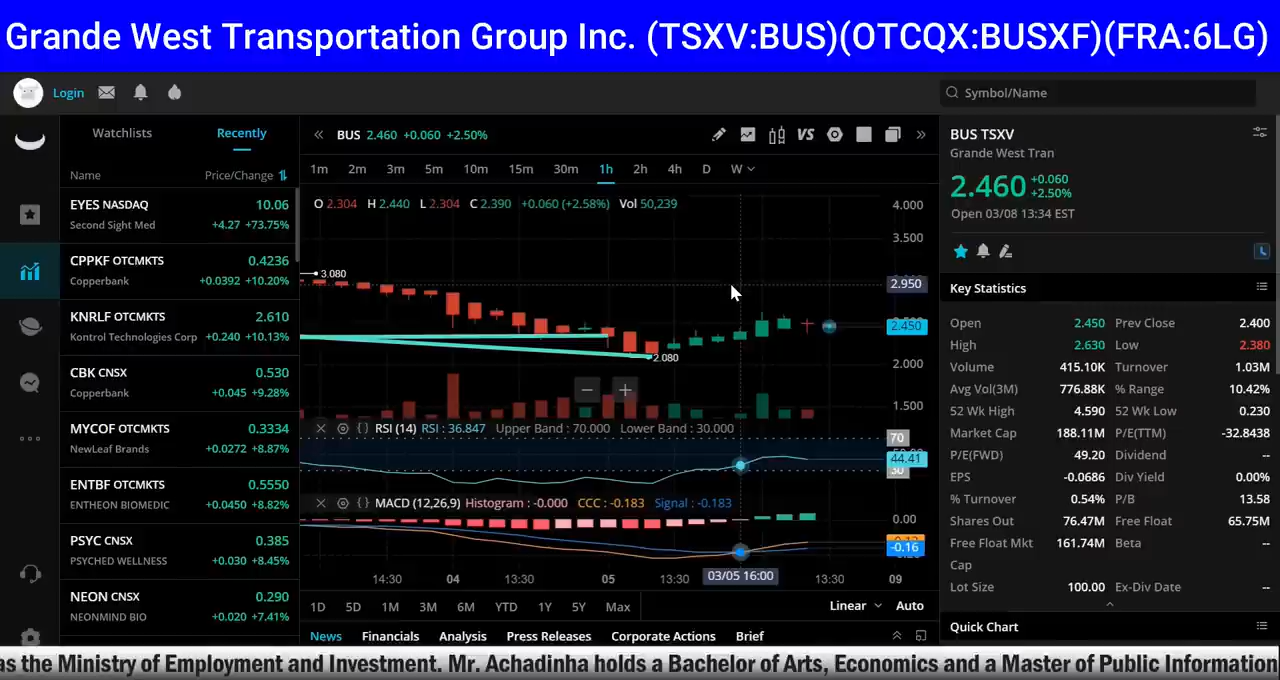 Grande West Transportation Group Inc. (TSXV:BUS)(OTCQX:BUSXF)(FRA:6LG)
Login
Symbol/Name
Watchlists Recently
Name Price/Change
EYES NASDAQ 10.06
Second Sight Med +4.27 +73.75%
CPPKF OTCMKTS 0.4236
Copperbank +0.0392 +10.20%
KNRLF OTCMKTS 2.610
Kontrol Technologies Corp +0.240 +10.13%
CBK CNSX 0.530
Copperbank +0.045 +9.28%
MYCOF OTCMKTS 0.3334
NewLeaf Brands +0.0272 +8.87%
ENTBF OTCMKTS 0.5550
ENTHEON BIOMEDIC +0.0450 +8.82%
PSYC CNSX 0.385
PSYCHED WELLNESS +0.030 +8.45%
NEON CNSX 0.290
NEONMIND BIO +0.020 +7.41%
BUS 2.460 +0.060 +2.50%
VS
1m 2m 3m 5m 10m 15m 30m 1h 2h 4h D W
O 2.304 H 2.440 L 2.304 C 2.390 +0.060 (+2.58%) Vol 50,239
4.000
3.500
3.080
2.950
2.450
2.080
2.000
1.500
RSI (14) RSI : 36.847 Upper Band : 70.000 Lower Band : 30.000
70
44.41
30
MACD (12,26,9) Histogram : -0.000 CCC : -0.183 Signal : -0.183
0.00
-0.16
14:30 04 13:30 05 13:30 03/05 16:00 13:30 09
1D 5D 1M 3M 6M YTD 1Y 5Y Max
Linear Auto
News Financials Analysis Press Releases Corporate Actions Brief
BUS TSXV
Grande West Tran
2.460 +0.060
+2.50%
Open 03/08 13:34 EST
L
Key Statistics
Open 2.450 Prev Close 2.400
High 2.630 Low 2.380
Volume 415.10K Turnover 1.03M
Avg Vol(3M) 776.88K % Range 10.42%
52 Wk High 4.590 52 Wk Low 0.230
Market Cap 188.11M P/E(TTM) -32.8438
P/E(FWD) 49.20 Dividend --
EPS -0.0686 Div Yield 0.00%
% Turnover 0.54% P/B 13.58
Shares Out 76.47M Free Float 65.75M
Free Float Mkt 161.74M Beta --
Cap
Lot Size 100.00 Ex-Div Date --
Quick Chart
as the Ministry of Employment and Investment. Mr. Achadinha holds a Bachelor of Arts, Economics and a Master of Public Information